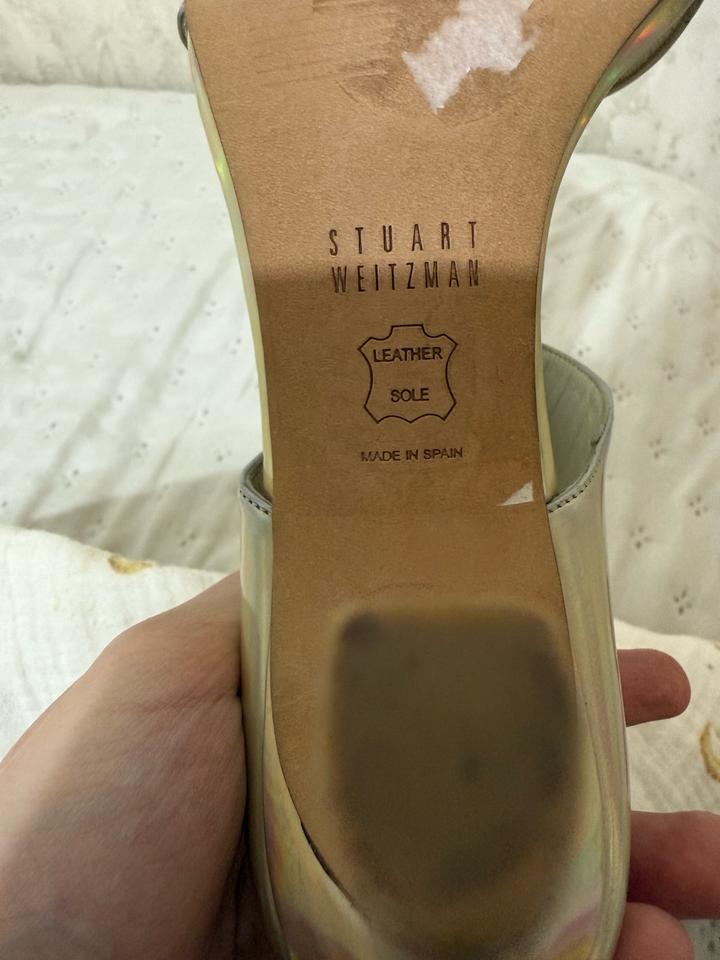 STUART
WEITZMAN
LEATHER
SOLE
MADE IN SPAIN